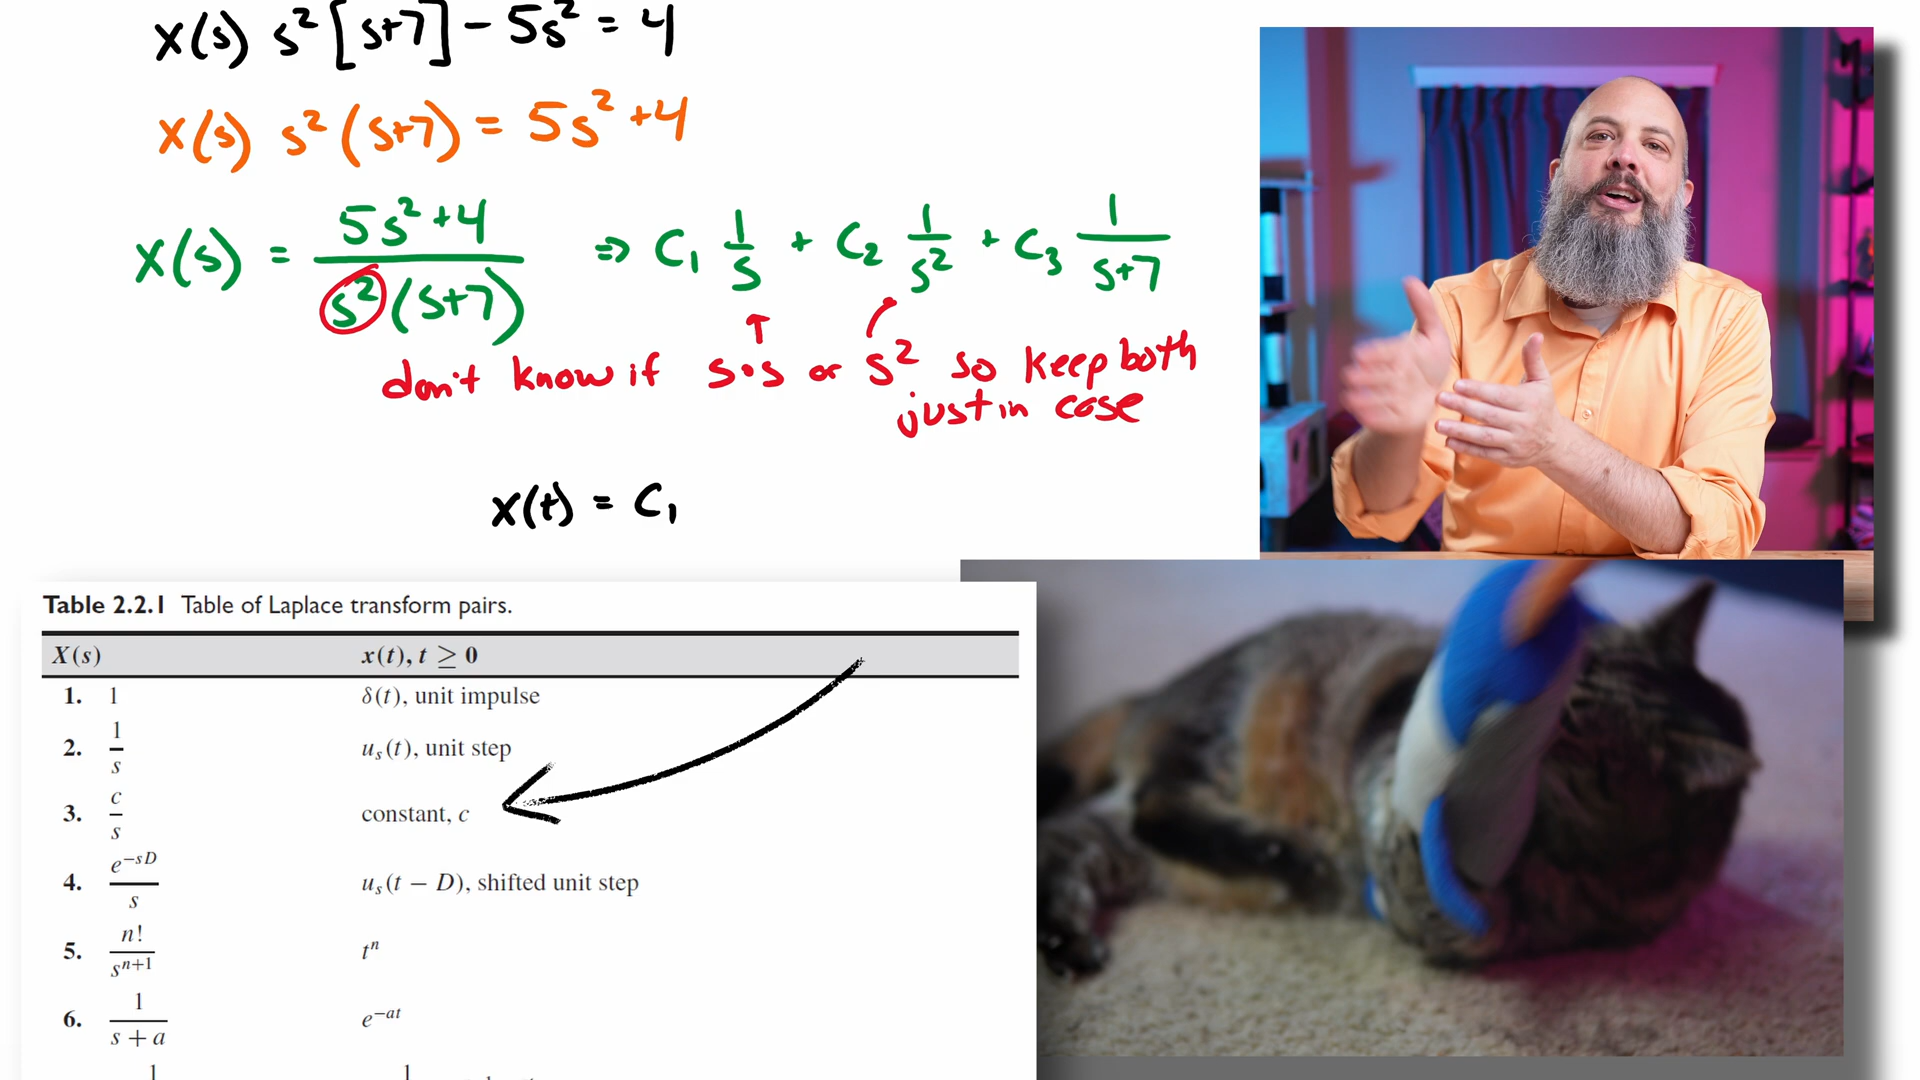 X(s) s² [s+7] - 5s² = 4
X(s) s² (s+7) = 5s² + 4
X(s) = (5s² + 4) / (s² (s+7)) ⇒ C₁ 1/s + C₂ 1/s² + C₃ 1/(s+7)
don't know if s·s or s² so keep both
just in case
x(t) = C₁
Table 2.2.1 Table of Laplace transform pairs.
X(s) x(t), t ≥ 0
1. 1 δ(t), unit impulse
2. 1/s uₛ(t), unit step
3. c/s constant, c
4. e^(−sD)/s uₛ(t − D), shifted unit step
5. n!/s^(n+1) tⁿ
6. 1/(s + a) e^(−at)
1 1